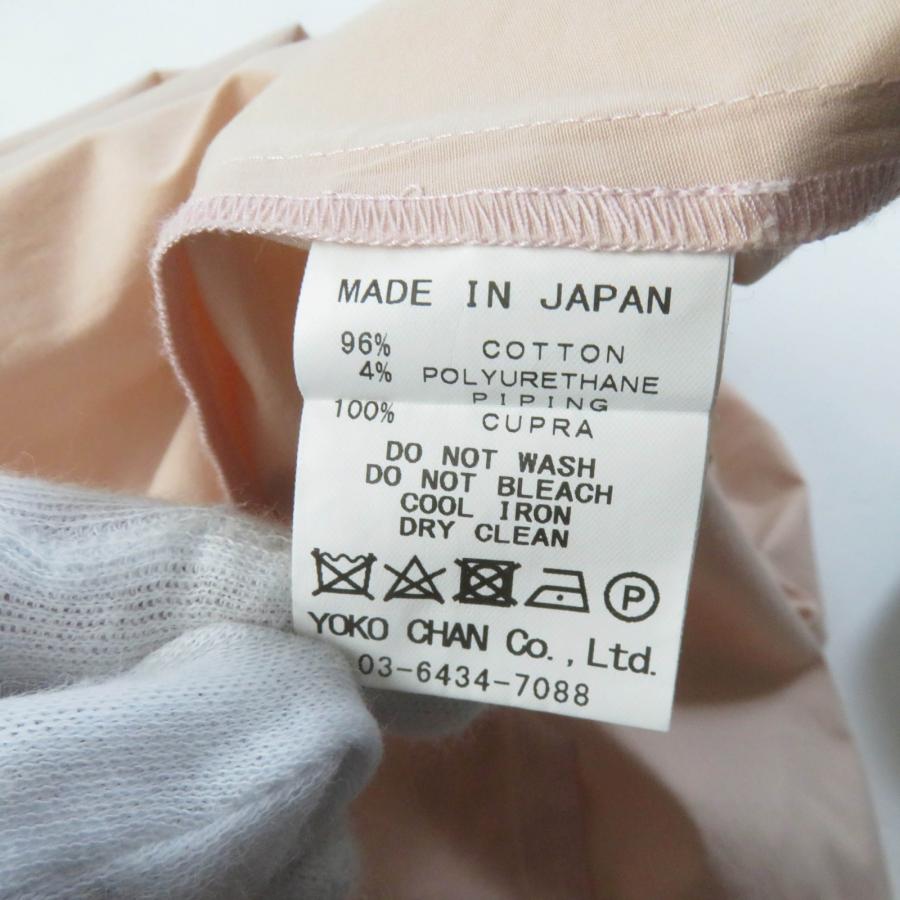 MADE IN JAPAN
96% COTTON
4% POLYURETHANE
PIPING
100% CUPRA
DO NOT WASH
DO NOT BLEACH
COOL IRON
DRY CLEAN
P
YOKO CHAN Co., Ltd.
03-6434-7088